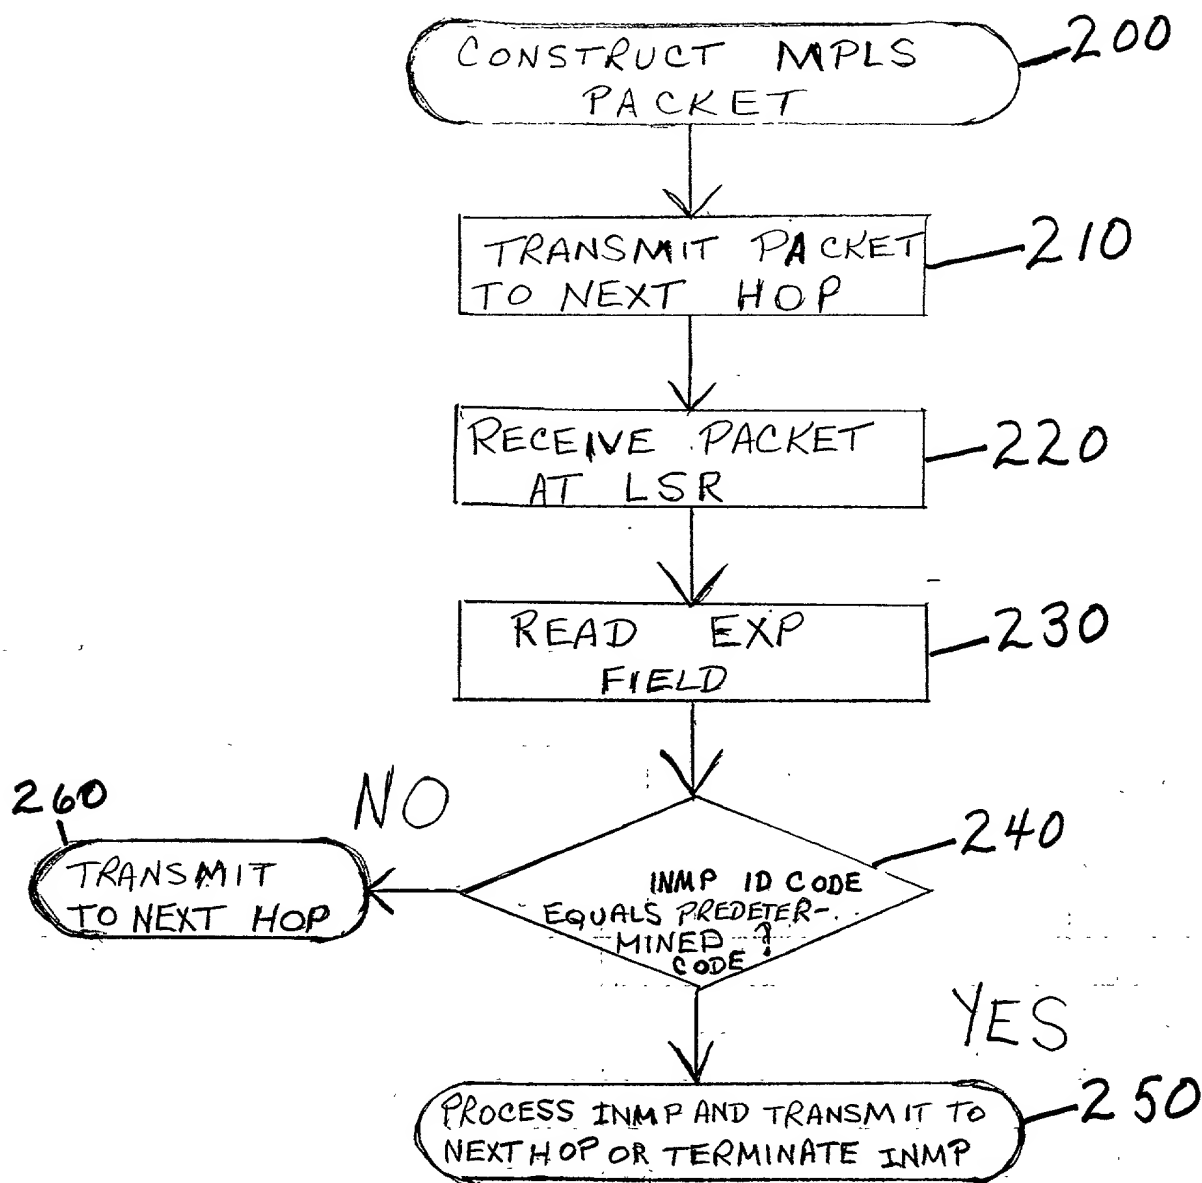 CONSTRUCT MPLS
PACKET
200
TRANSMIT PACKET
TO NEXT HOP
210
RECEIVE PACKET
AT LSR
220
READ EXP
FIELD
230
260
NO
TRANSMIT
TO NEXT HOP
240
INMP ID CODE
EQUALS PREDETER-
MINED ?
CODE
YES
PROCESS INMP AND TRANSMIT TO
NEXT HOP OR TERMINATE INMP
250